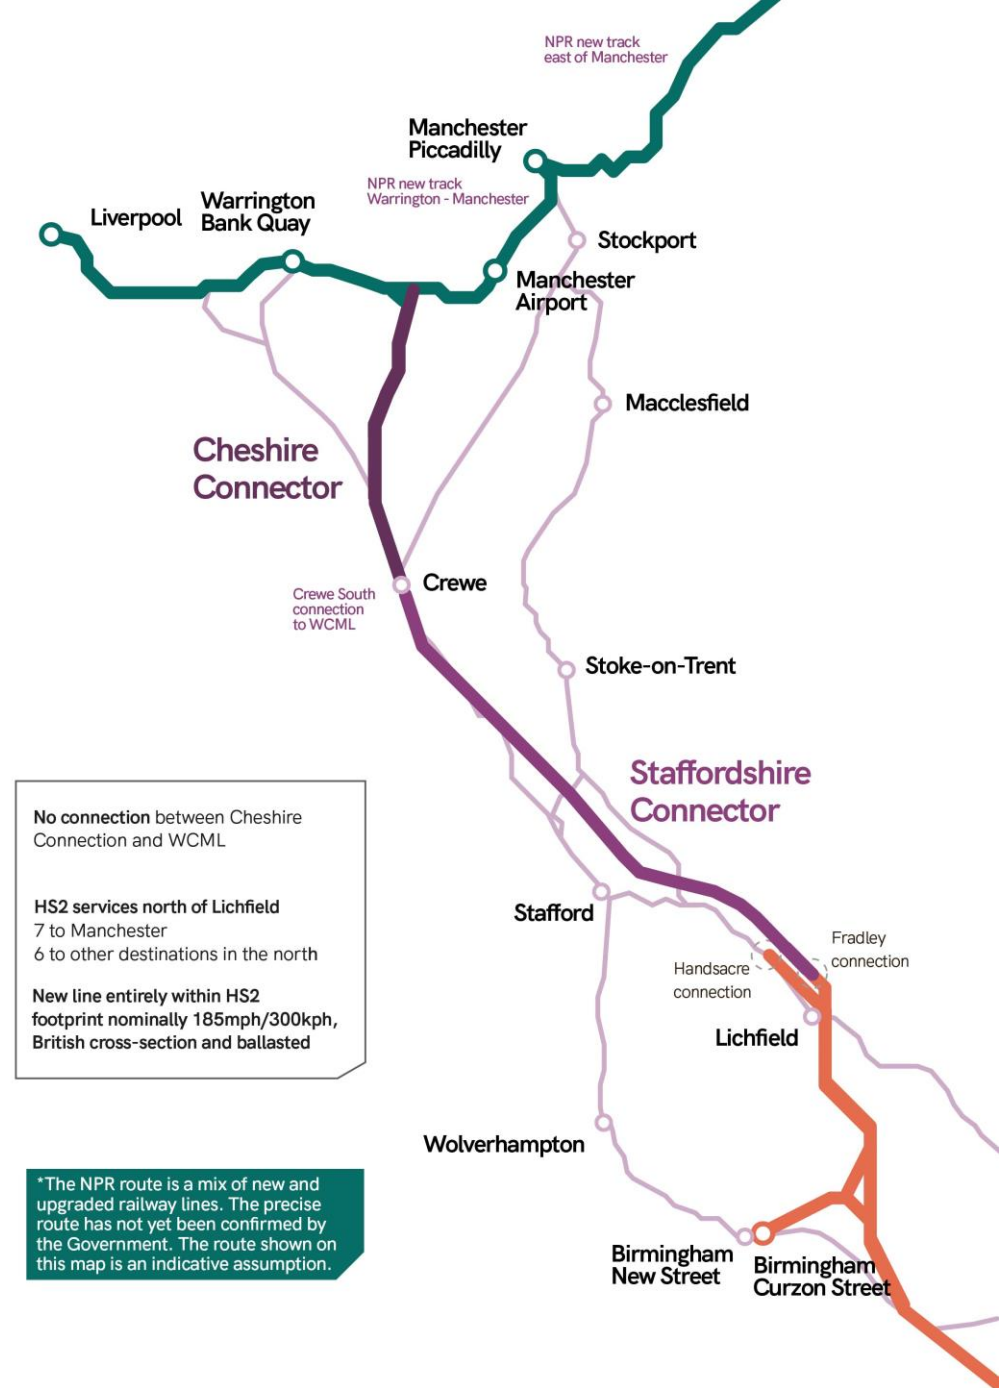 NPR new track
east of Manchester
Manchester
Piccadilly
NPR new track
Warrington - Manchester
Liverpool
Warrington
Bank Quay
Stockport
Manchester
Airport
Macclesfield
Cheshire
Connector
Crewe
Crewe South
connection
to WCML
Stoke-on-Trent
Staffordshire
Connector
No connection between Cheshire
Connection and WCML
HS2 services north of Lichfield
7 to Manchester
6 to other destinations in the north
New line entirely within HS2
footprint nominally 185mph/300kph,
British cross-section and ballasted
Stafford
Fradley
connection
Handsacre
connection
Lichfield
Wolverhampton
*The NPR route is a mix of new and
upgraded railway lines. The precise
route has not yet been confirmed by
the Government. The route shown on
this map is an indicative assumption.
Birmingham
New Street
Birmingham
Curzon Street